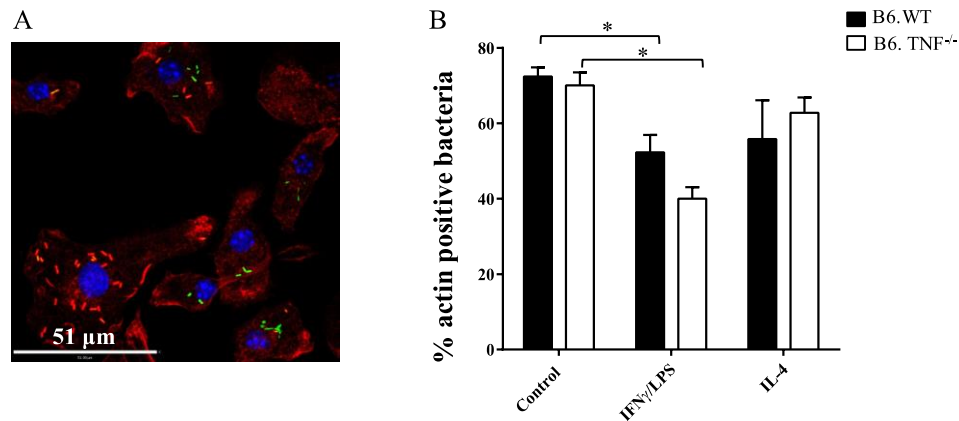 A
B
B6.WT
B6. TNF-/-
*
*
80
60
40
20
0
% actin positive bacteria
51 µm
Control
IFNγ/LPS
IL-4